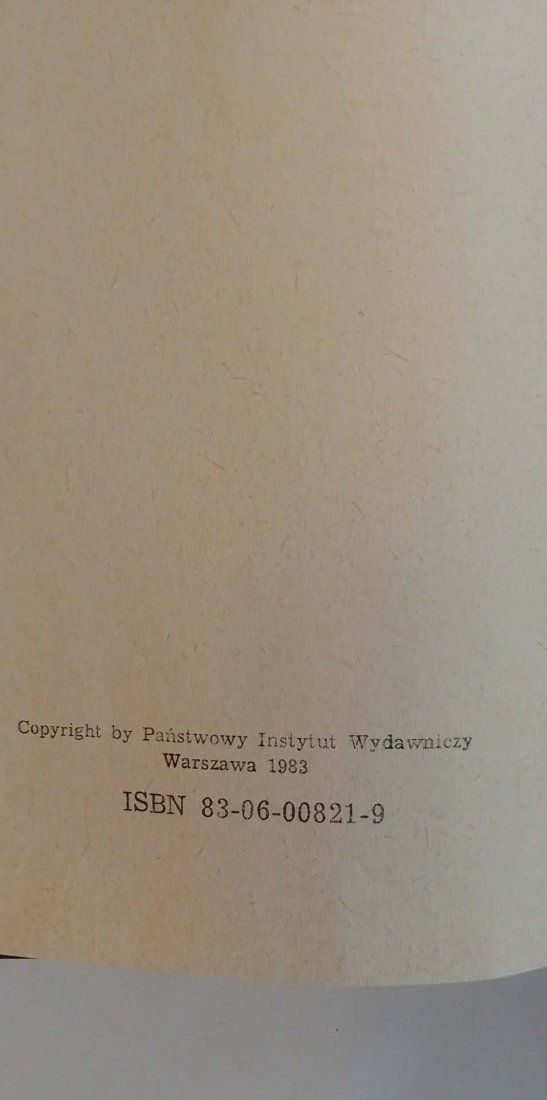 Copyright by Państwowy Instytut Wydawniczy
Warszawa 1983
ISBN 83-06-00821-9